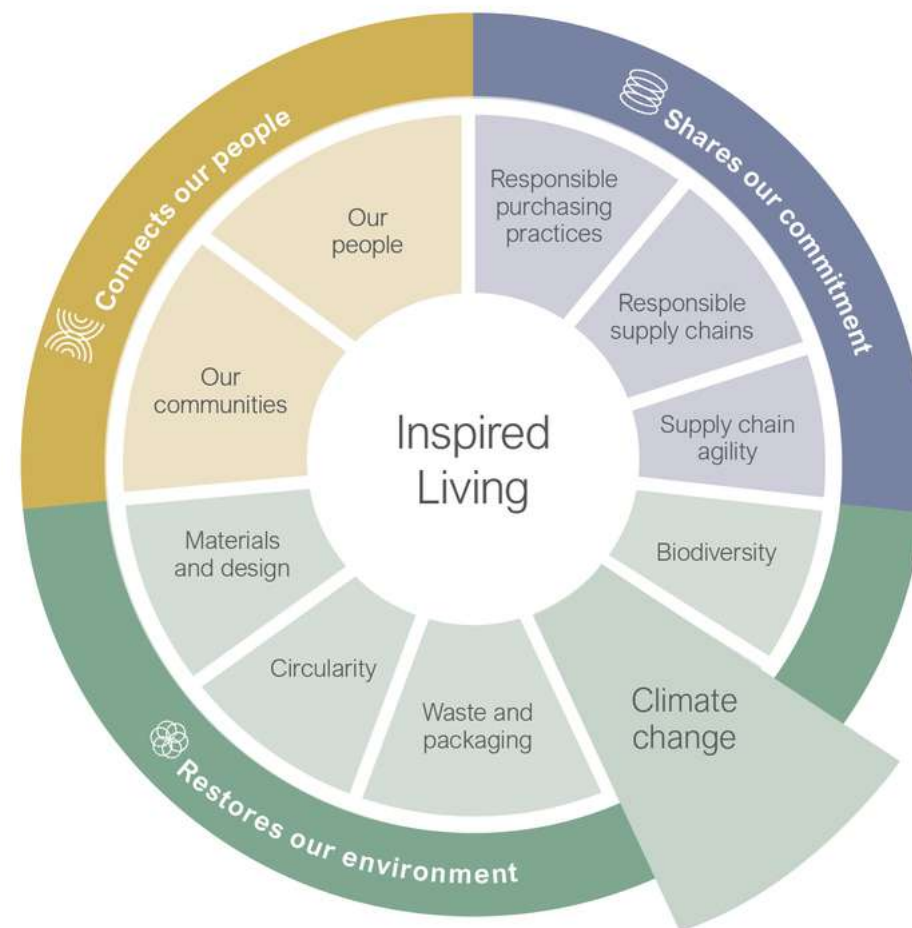 Connects our people
Shares our commitment
Restores our environment
Inspired
Living
Responsible
purchasing
practices
Responsible
supply chains
Supply chain
agility
Biodiversity
Climate
change
Waste and
packaging
Circularity
Materials
and design
Our
communities
Our
people